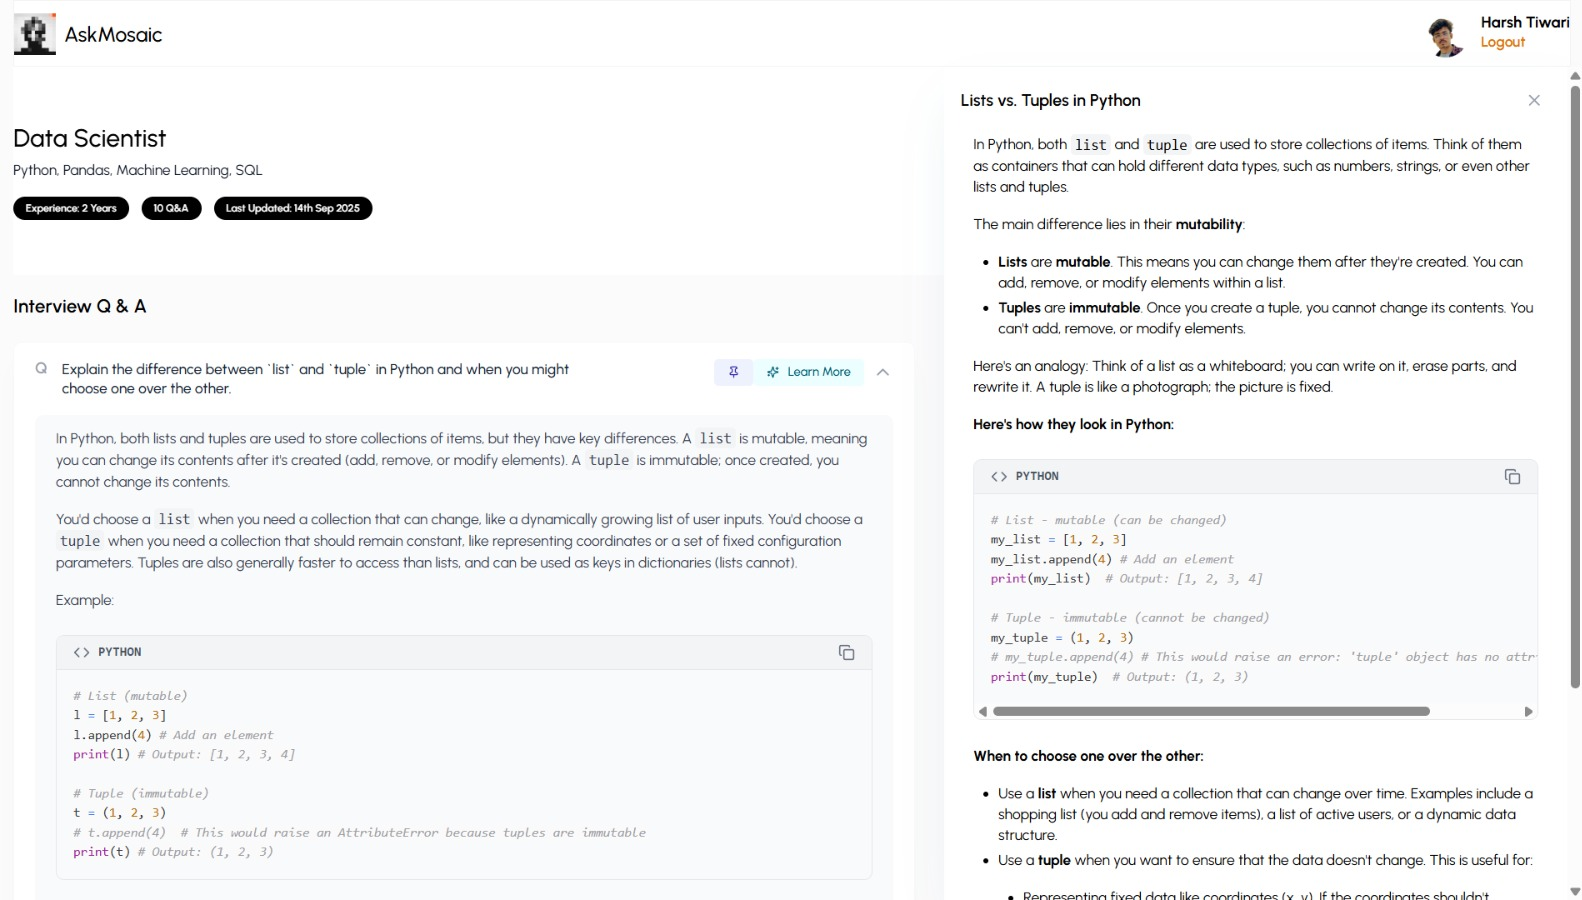 AskMosaic
Harsh Tiwari
Logout
Data Scientist
Python, Pandas, Machine Learning, SQL
Experience: 2 Years
10 Q&A
Last Updated: 14th Sep 2025
Interview Q & A
Q
Explain the difference between `list` and `tuple` in Python and when you might
choose one over the other.
Learn More
In Python, both lists and tuples are used to store collections of items, but they have key differences. A list is mutable, meaning
you can change its contents after it's created (add, remove, or modify elements). A tuple is immutable; once created, you
cannot change its contents.
You'd choose a list when you need a collection that can change, like a dynamically growing list of user inputs. You'd choose a
tuple when you need a collection that should remain constant, like representing coordinates or a set of fixed configuration
parameters. Tuples are also generally faster to access than lists, and can be used as keys in dictionaries (lists cannot).
Example:
<> PYTHON
# List (mutable)
l = [1, 2, 3]
l.append(4) # Add an element
print(l) # Output: [1, 2, 3, 4]
# Tuple (immutable)
t = (1, 2, 3)
# t.append(4)  # This would raise an AttributeError because tuples are immutable
print(t) # Output: (1, 2, 3)
Lists vs. Tuples in Python
In Python, both list and tuple are used to store collections of items. Think of them
as containers that can hold different data types, such as numbers, strings, or even other
lists and tuples.
The main difference lies in their mutability:
• Lists are mutable. This means you can change them after they're created. You can
add, remove, or modify elements within a list.
• Tuples are immutable. Once you create a tuple, you cannot change its contents. You
can't add, remove, or modify elements.
Here's an analogy: Think of a list as a whiteboard; you can write on it, erase parts, and
rewrite it. A tuple is like a photograph; the picture is fixed.
Here's how they look in Python:
<> PYTHON
# List - mutable (can be changed)
my_list = [1, 2, 3]
my_list.append(4) # Add an element
print(my_list)  # Output: [1, 2, 3, 4]
# Tuple - immutable (cannot be changed)
my_tuple = (1, 2, 3)
# my_tuple.append(4) # This would raise an error: 'tuple' object has no attr
print(my_tuple)  # Output: (1, 2, 3)
When to choose one over the other:
• Use a list when you need a collection that can change over time. Examples include a
shopping list (you add and remove items), a list of active users, or a dynamic data
structure.
• Use a tuple when you want to ensure that the data doesn't change. This is useful for:
• Representing fixed data like coordinates (x, y). If the coordinates shouldn't